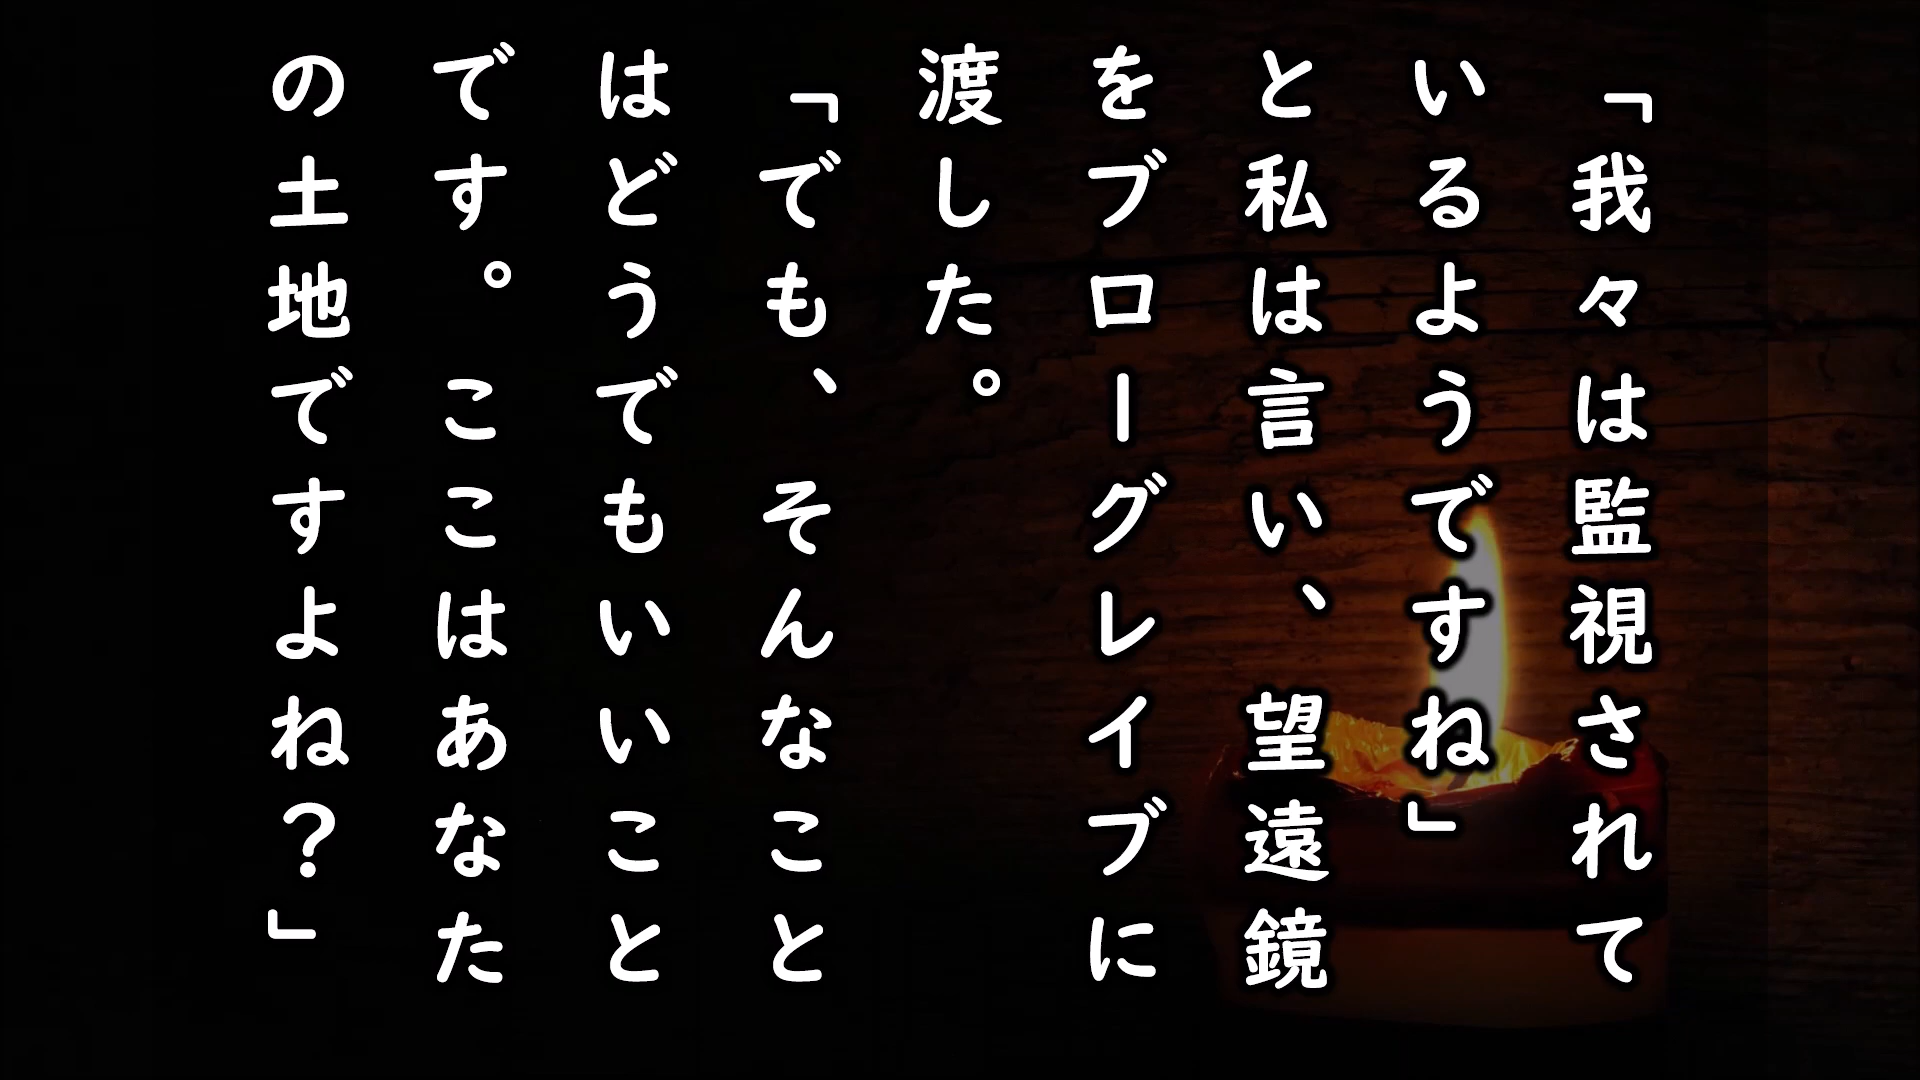 「我々は監視されて
いるようですね」
と私は言い、望遠鏡
をブローグレイブに
渡した。
「でも、そんなこと
はどうでもいいこと
です。ここはあなた
の土地ですよね？」